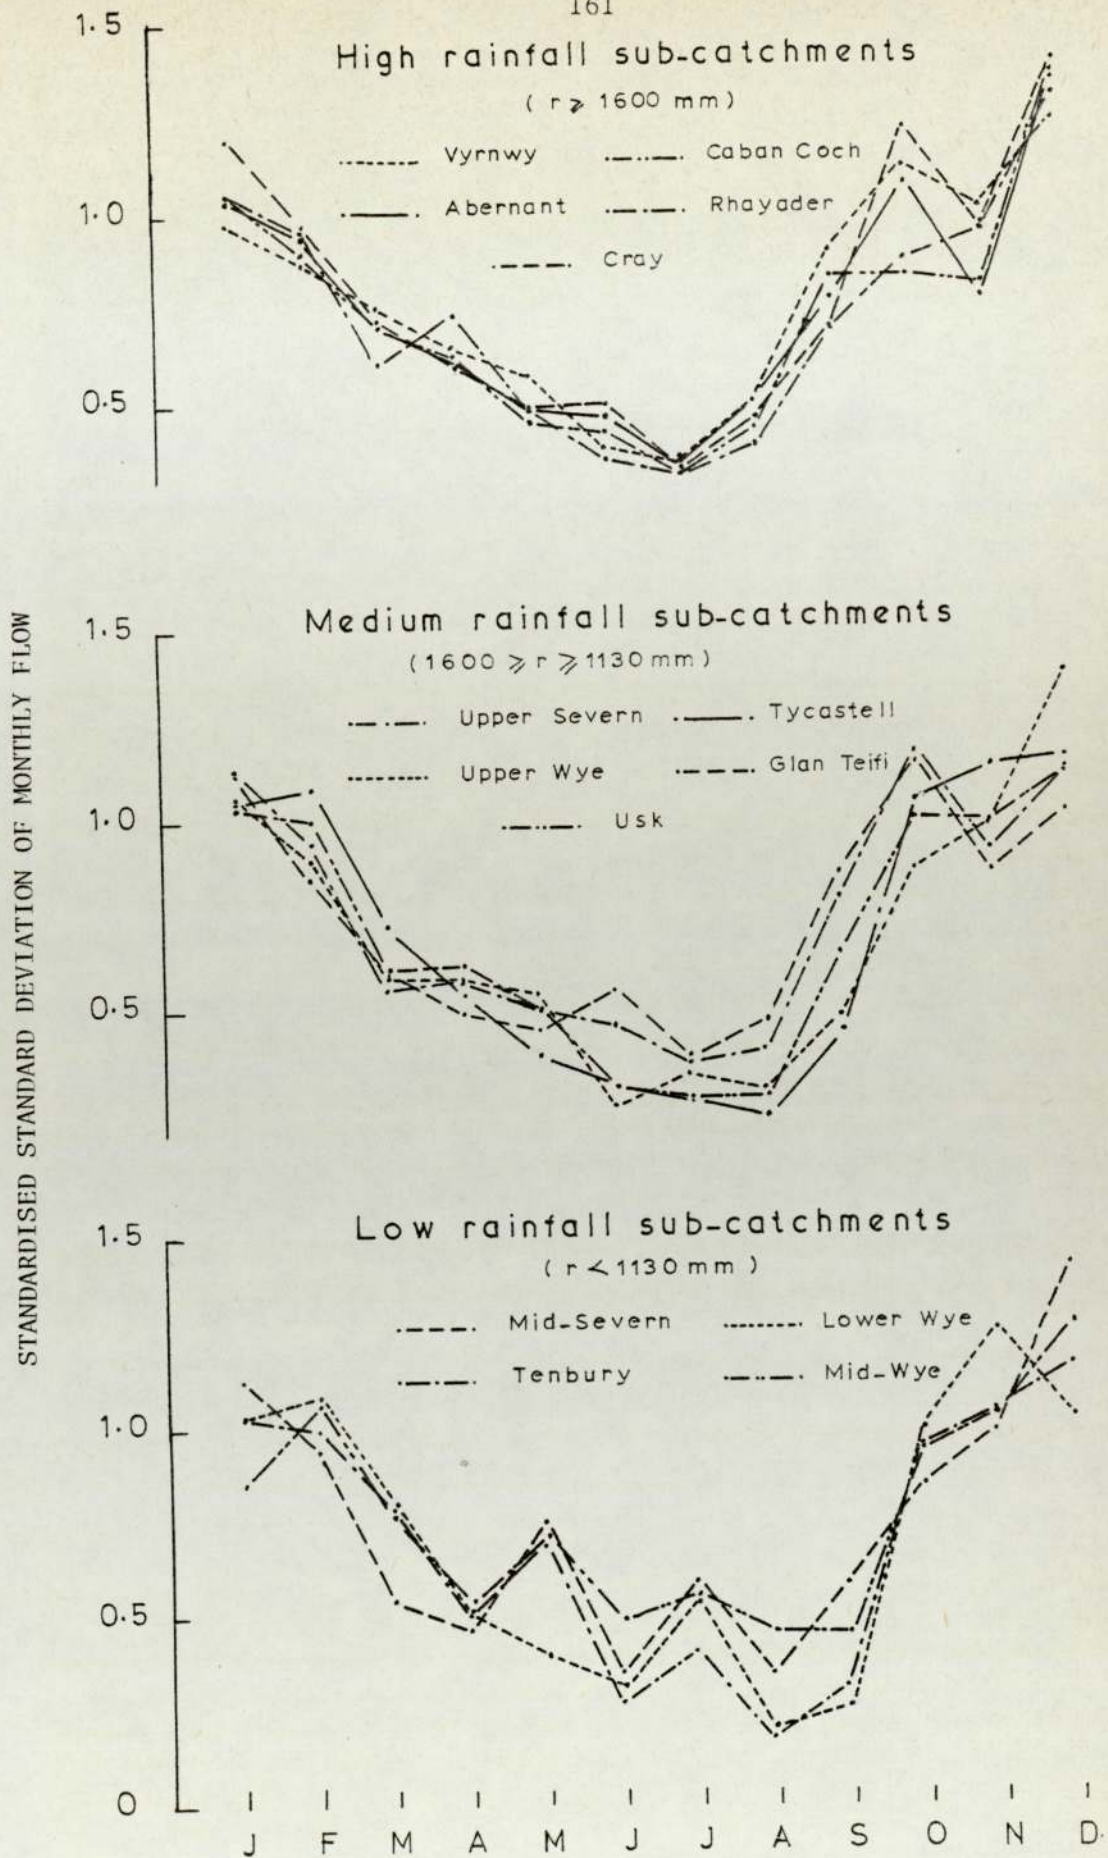 161
1.5
High rainfall sub-catchments
( r ⩾ 1600 mm )
Vyrnwy Caban Coch
Abernant Rhayader
Cray
1.0
0.5
STANDARDISED STANDARD DEVIATION OF MONTHLY FLOW
Medium rainfall sub-catchments
1.5
(1600 ⩾ r ⩾ 1130 mm )
Upper Severn Tycastell
Upper Wye Glan Teifi
Usk
1.0
0.5
Low rainfall sub-catchments
1.5
( r < 1130 mm )
Mid-Severn Lower Wye
Tenbury Mid-Wye
1.0
0.5
0
J F M A M J J A S O N D.